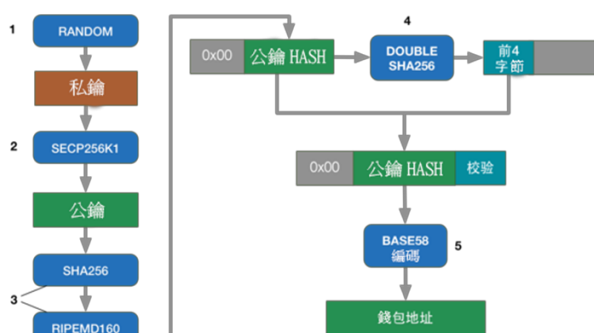 1
RANDOM
私鑰
2
SECP256K1
公鑰
SHA256
3
RIPEMD160
4
0x00
公鑰 HASH
DOUBLE
SHA256
前4
字節
0x00
公鑰 HASH
校验
BASE58
编碼
5
錢包地址